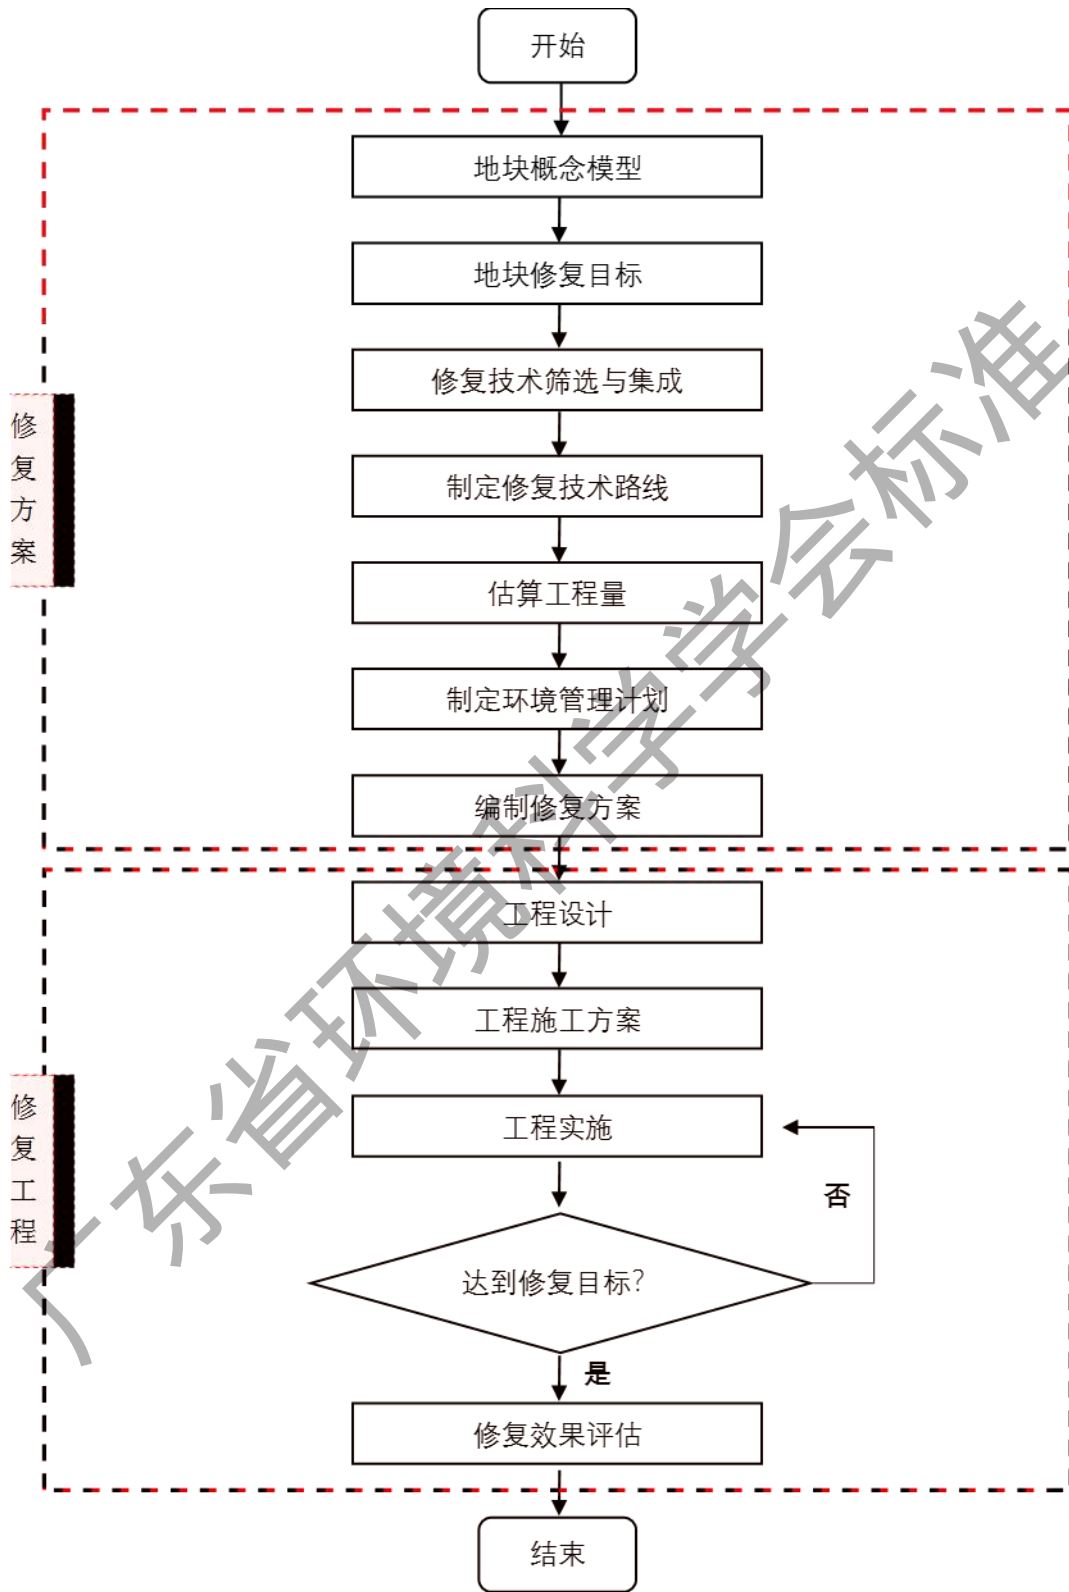 开始
地块概念模型
地块修复目标
修复技术筛选与集成
制定修复技术路线
估算工程量
制定环境管理计划
编制修复方案
修复方案
工程设计
工程施工方案
工程实施
否
达到修复目标?
是
修复效果评估
修复工程
结束
广东省环境科学学会标准